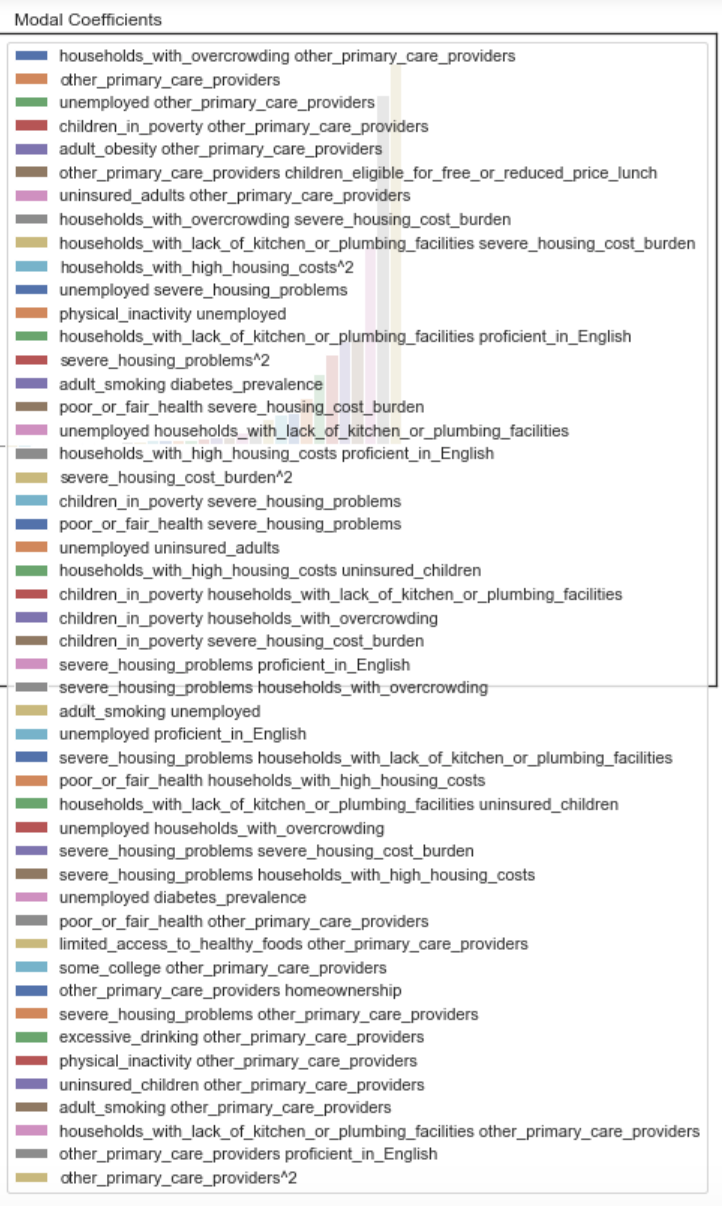 Modal Coefficients
households_with_overcrowding other_primary_care_providers
other_primary_care_providers
unemployed other_primary_care_providers
children_in_poverty other_primary_care_providers
adult_obesity other_primary_care_providers
other_primary_care_providers children_eligible_for_free_or_reduced_price_lunch
uninsured_adults other_primary_care_providers
households_with_overcrowding severe_housing_cost_burden
households_with_lack_of_kitchen_or_plumbing_facilities severe_housing_cost_burden
households_with_high_housing_costs^2
unemployed severe_housing_problems
physical_inactivity unemployed
households_with_lack_of_kitchen_or_plumbing_facilities proficient_in_English
severe_housing_problems^2
adult_smoking diabetes_prevalence
poor_or_fair_health severe_housing_cost_burden
unemployed households_with_lack_of_kitchen_or_plumbing_facilities
households_with_high_housing_costs proficient_in_English
severe_housing_cost_burden^2
children_in_poverty severe_housing_problems
poor_or_fair_health severe_housing_problems
unemployed uninsured_adults
households_with_high_housing_costs uninsured_children
children_in_poverty households_with_lack_of_kitchen_or_plumbing_facilities
children_in_poverty households_with_overcrowding
children_in_poverty severe_housing_cost_burden
severe_housing_problems proficient_in_English
severe_housing_problems households_with_overcrowding
adult_smoking unemployed
unemployed proficient_in_English
severe_housing_problems households_with_lack_of_kitchen_or_plumbing_facilities
poor_or_fair_health households_with_high_housing_costs
households_with_lack_of_kitchen_or_plumbing_facilities uninsured_children
unemployed households_with_overcrowding
severe_housing_problems severe_housing_cost_burden
severe_housing_problems households_with_high_housing_costs
unemployed diabetes_prevalence
poor_or_fair_health other_primary_care_providers
limited_access_to_healthy_foods other_primary_care_providers
some_college other_primary_care_providers
other_primary_care_providers homeownership
severe_housing_problems other_primary_care_providers
excessive_drinking other_primary_care_providers
physical_inactivity other_primary_care_providers
uninsured_children other_primary_care_providers
adult_smoking other_primary_care_providers
households_with_lack_of_kitchen_or_plumbing_facilities other_primary_care_providers
other_primary_care_providers proficient_in_English
other_primary_care_providers^2